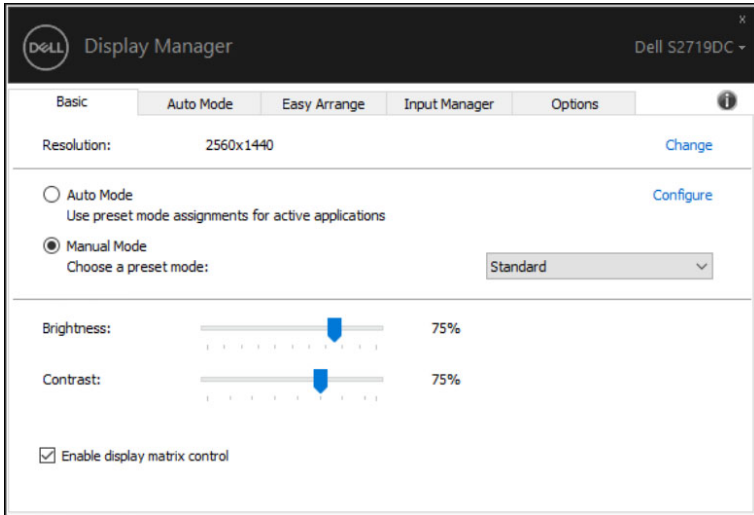 x
DELL
Display Manager
Dell S2719DC
Basic
Auto Mode
Easy Arrange
Input Manager
Options
i
Resolution:
2560x1440
Change
Auto Mode
Configure
Use preset mode assignments for active applications
Manual Mode
Choose a preset mode:
Standard
Brightness:
75%
Contrast:
75%
Enable display matrix control